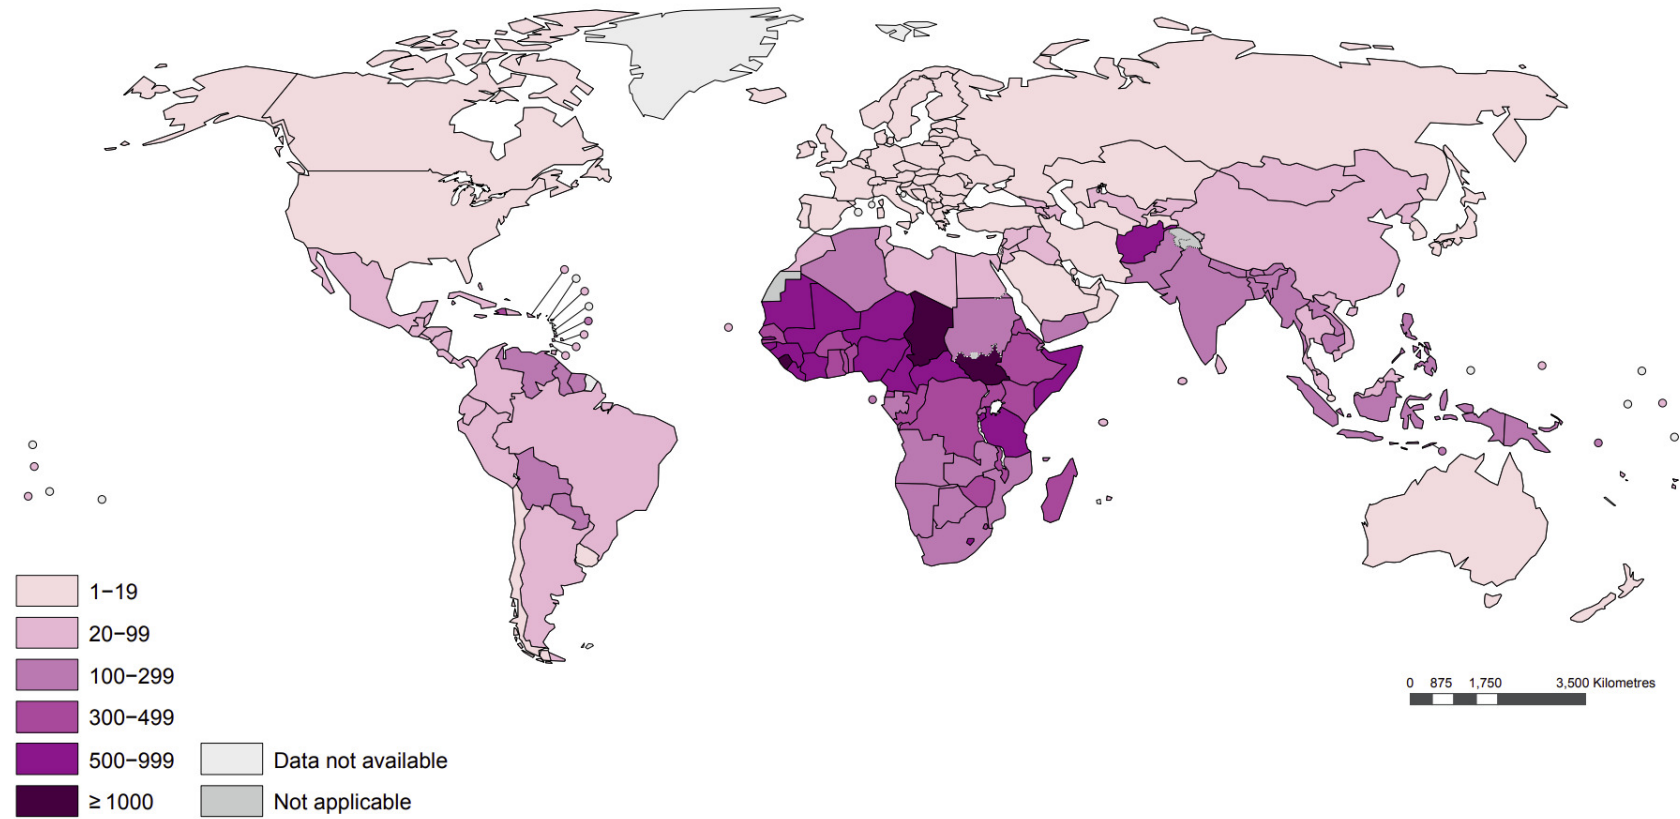 1−19
20−99
100−299
300−499
500−999
≥ 1000
Data not available
Not applicable
0 875 1,750 3,500 Kilometres